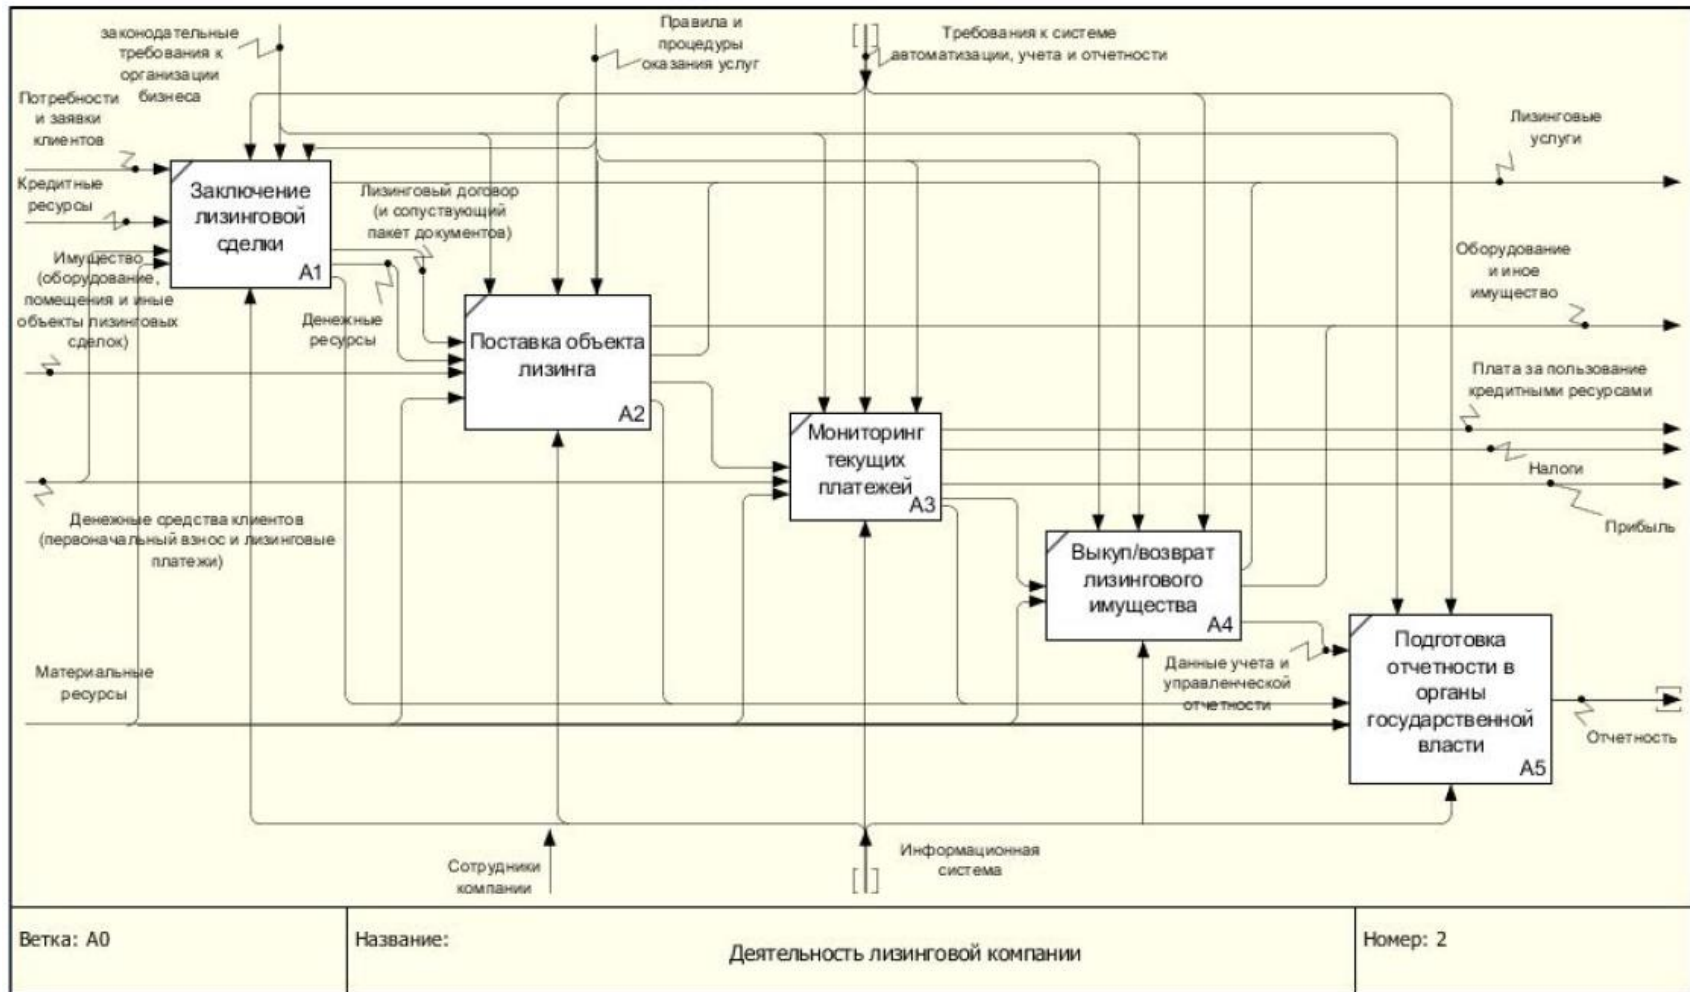 законодательные
требования к
организации
бизнеса
Правила и
процедуры
оказания услуг
[ ]
Требования к системе
автоматизации, учета и отчетности
Потребности
и заявки
клиентов
Кредитные
ресурсы
Имущество
(оборудование,
помещения и иные
объекты лизинговых
сделок)
Заключение
лизинговой
сделки
A1
Лизинговый договор
(и сопуствующий
пакет документов)
Денежные
ресурсы
Лизинговые
услуги
Оборудование
и иное
имущество
Поставка объекта
лизинга
A2
Плата за пользование
кредитными ресурсами
Мониторинг
текущих
платежей
A3
Налоги
Прибыль
Денежные средства клиентов
(первоначальный взнос и лизинговые
платежи)
Выкуп/возврат
лизингового
имущества
A4
Данные учета и
управленческой
отчетности
Подготовка
отчетности в
органы
государственной
власти
A5
[ ]
Отчетность
Материальные
ресурсы
Сотрудники
компании
Информационная
система
[ ]
Ветка: A0
Название:
Деятельность лизинговой компании
Номер: 2